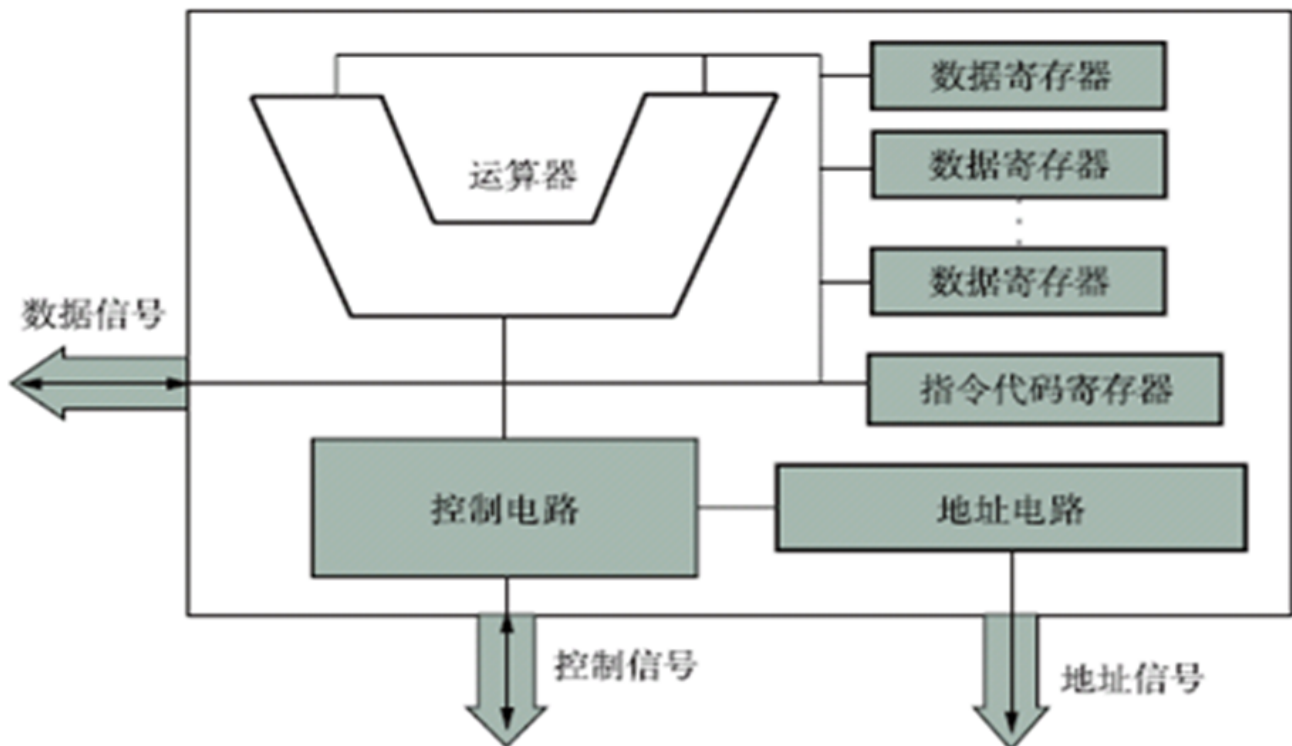 数据寄存器
运算器
数据寄存器
数据寄存器
数据信号
指令代码寄存器
控制电路
地址电路
控制信号
地址信号